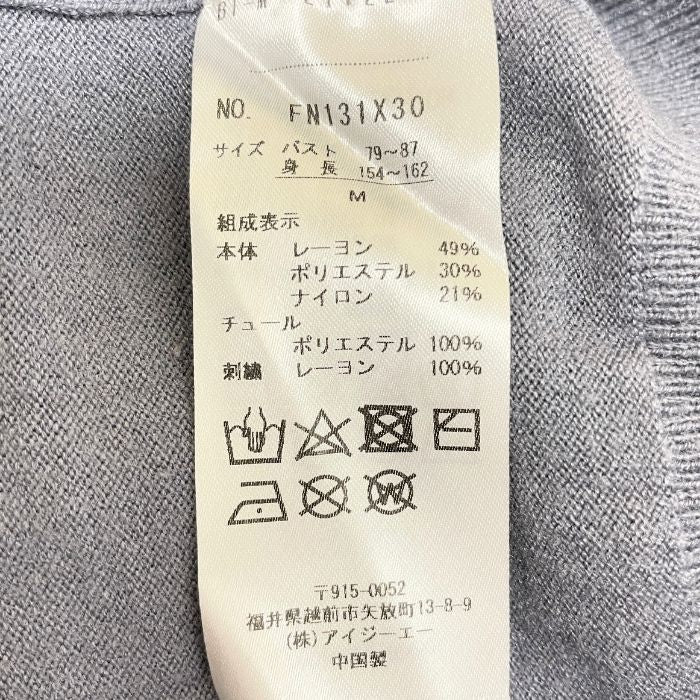 NO. FN131X30
サイズ バスト 79~87
身長 154~162
M
組成表示
本体 レーヨン 49%
ポリエステル 30%
ナイロン 21%
チュール
ポリエステル 100%
刺繍 レーヨン 100%
W
〒915-0052
福井県越前市矢放町13-8-9
(株)アイジーエー
中国製